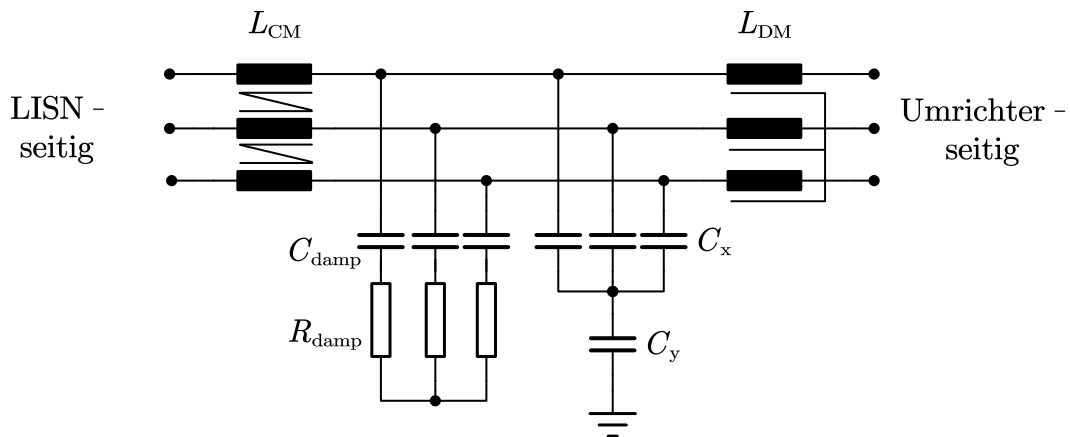 L_CM
L_DM
LISN –
seitig
Umrichter –
seitig
C_damp
C_x
R_damp
C_y